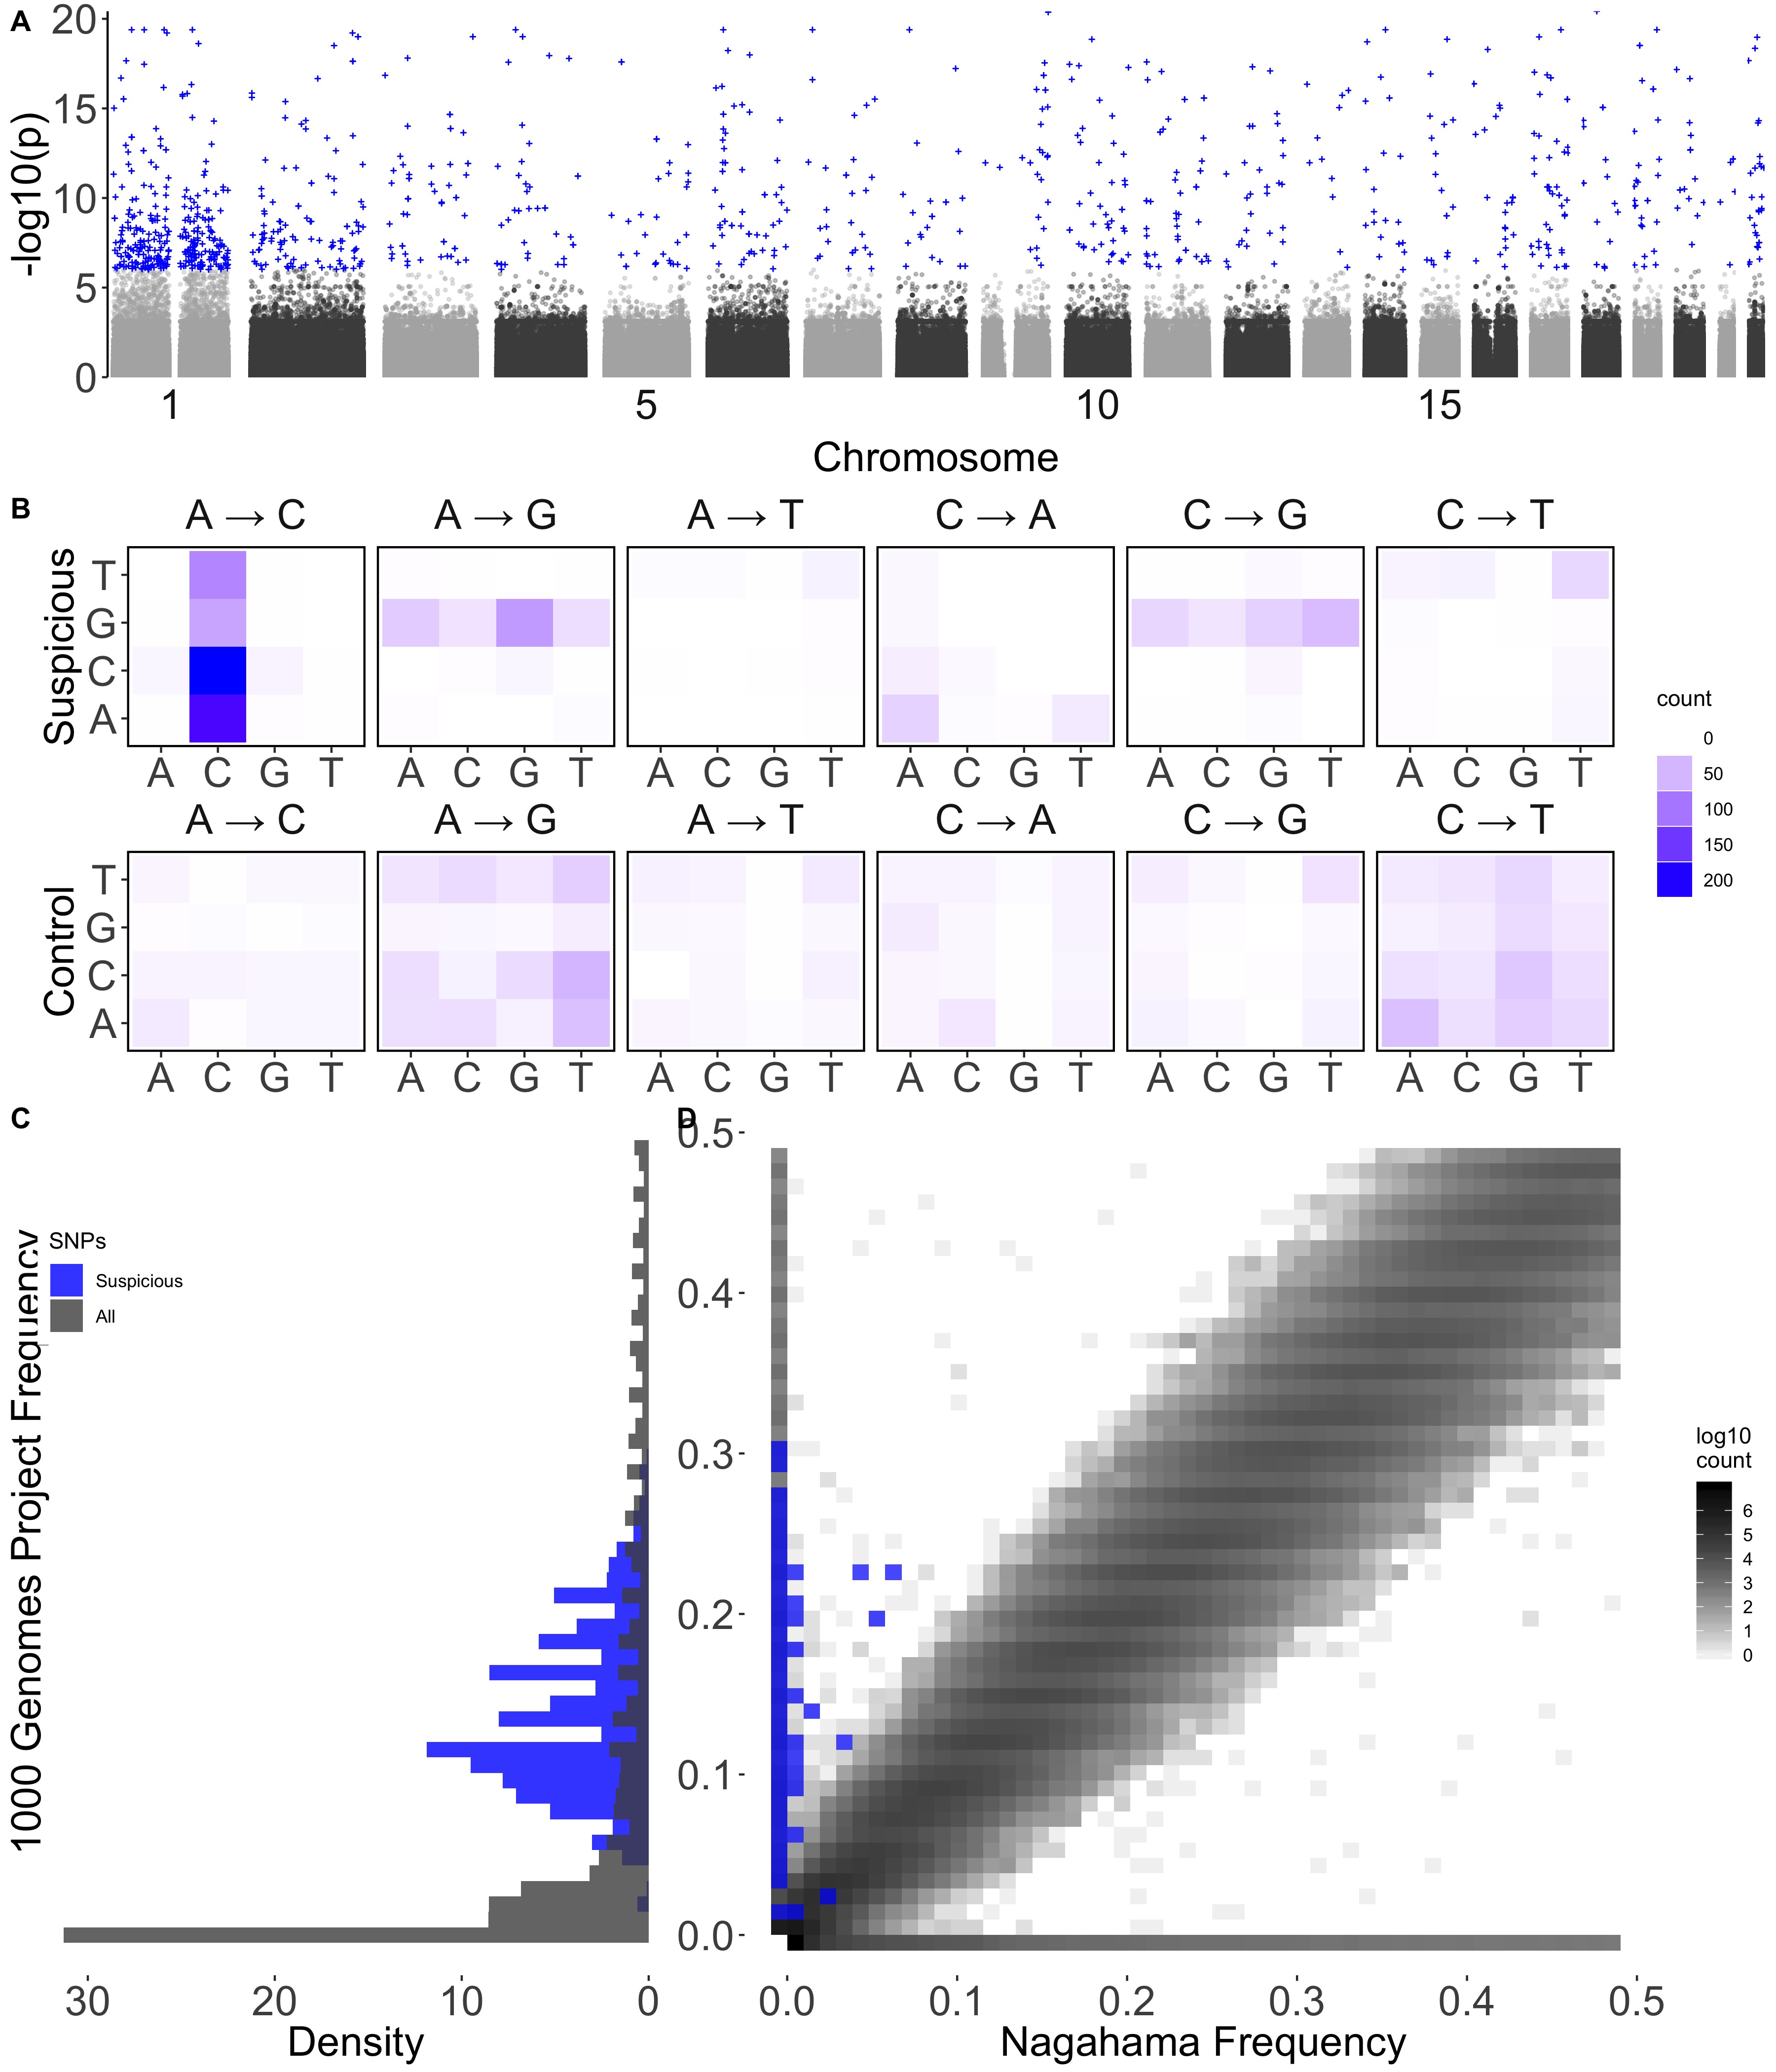 A
20
15
10
5
0
-log10(p)
1 5 10 15
Chromosome
B
A → C A → G A → T C → A C → G C → T
Suspicious
T
G
C
A
A C G T A C G T A C G T A C G T A C G T A C G T
count
0
50
100
150
200
A → C A → G A → T C → A C → G C → T
Control
T
G
C
A
A C G T A C G T A C G T A C G T A C G T A C G T
C
1000 Genomes Project Frequency
SNPs
Suspicious
All
30 20 10 0
Density
D
0.5
0.4
0.3
0.2
0.1
0.0
0.0 0.1 0.2 0.3 0.4 0.5
Nagahama Frequency
log10
count
6
5
4
3
2
1
0